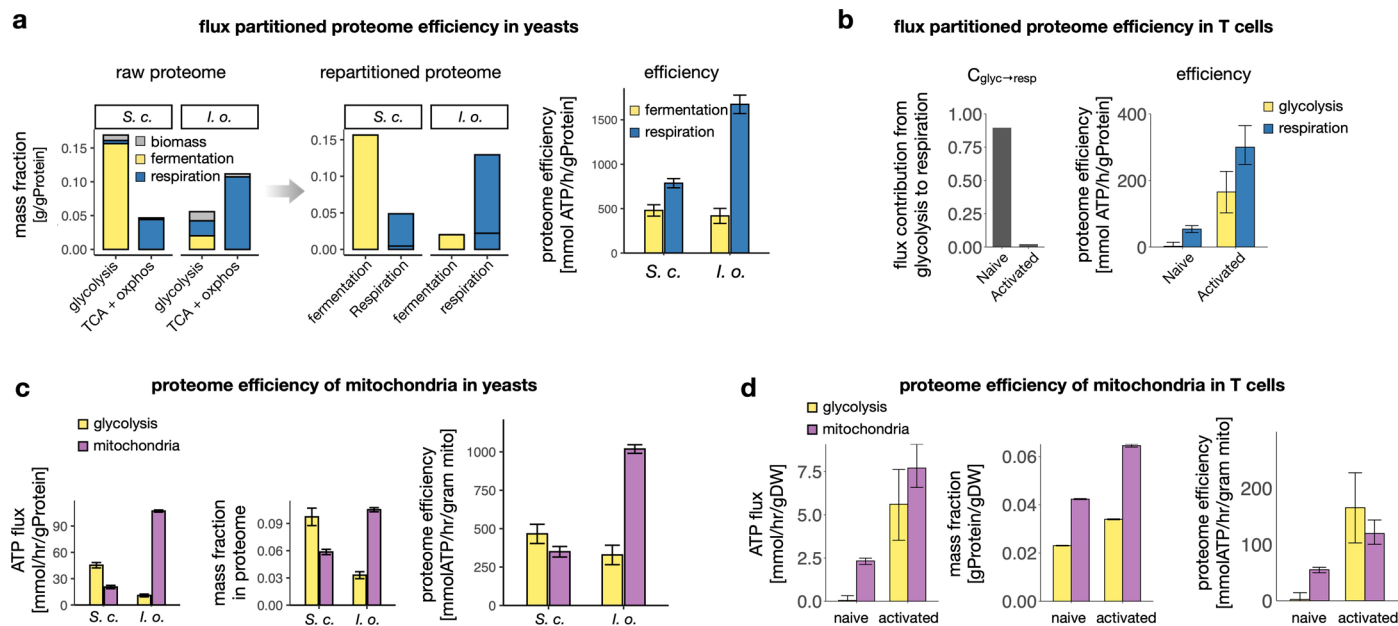 a
flux partitioned proteome efficiency in yeasts
raw proteome
mass fraction
[g/gProtein]
0.15
0.10
0.05
0.00
S. c.
I. o.
biomass
fermentation
respiration
glycolysis
TCA + oxphos
glycolysis
TCA + oxphos
repartitioned proteome
0.15
0.10
0.05
0.00
S. c.
I. o.
fermentation
Respiration
fermentation
respiration
efficiency
proteome efficiency
[mmol ATP/h/gProtein]
1500
1000
500
0
fermentation
respiration
S. c.
I. o.
b
flux partitioned proteome efficiency in T cells
Cglyc→resp
flux contribution from
glycolysis to respiration
1.00
0.75
0.50
0.25
0.00
Naive
Activated
efficiency
proteome efficiency
[mmol ATP/h/gProtein]
400
200
0
glycolysis
respiration
Naive
Activated
c
proteome efficiency of mitochondria in yeasts
glycolysis
mitochondria
ATP flux
[mmol/hr/gProtein]
90
60
30
0
S. c.
I. o.
mass fraction
in proteome
0.09
0.06
0.03
0.00
S. c.
I. o.
proteome efficiency
[mmolATP/hr/gram mito]
1000
750
500
250
0
S. c.
I. o.
d
proteome efficiency of mitochondria in T cells
glycolysis
mitochondria
ATP flux
[mmol/hr/gDW]
7.5
5.0
2.5
0.0
naive
activated
mass fraction
[gProtein/gDW]
0.06
0.04
0.02
0.00
naive
activated
proteome efficiency
[mmolATP/hr/gram mito]
200
100
0
naive
activated